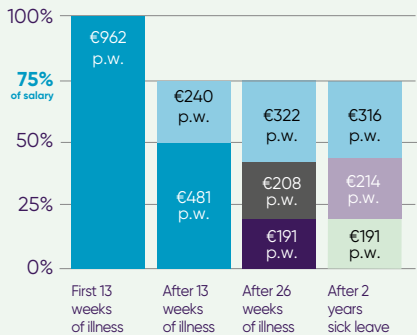 100%
75%
of salary
50%
25%
0%
€962
p.w.
€240
p.w.
€481
p.w.
€322
p.w.
€208
p.w.
€191
p.w.
€316
p.w.
€214
p.w.
€191
p.w.
First 13
weeks
of illness
After 13
weeks
of illness
After 26
weeks
of illness
After 2
years
sick leave